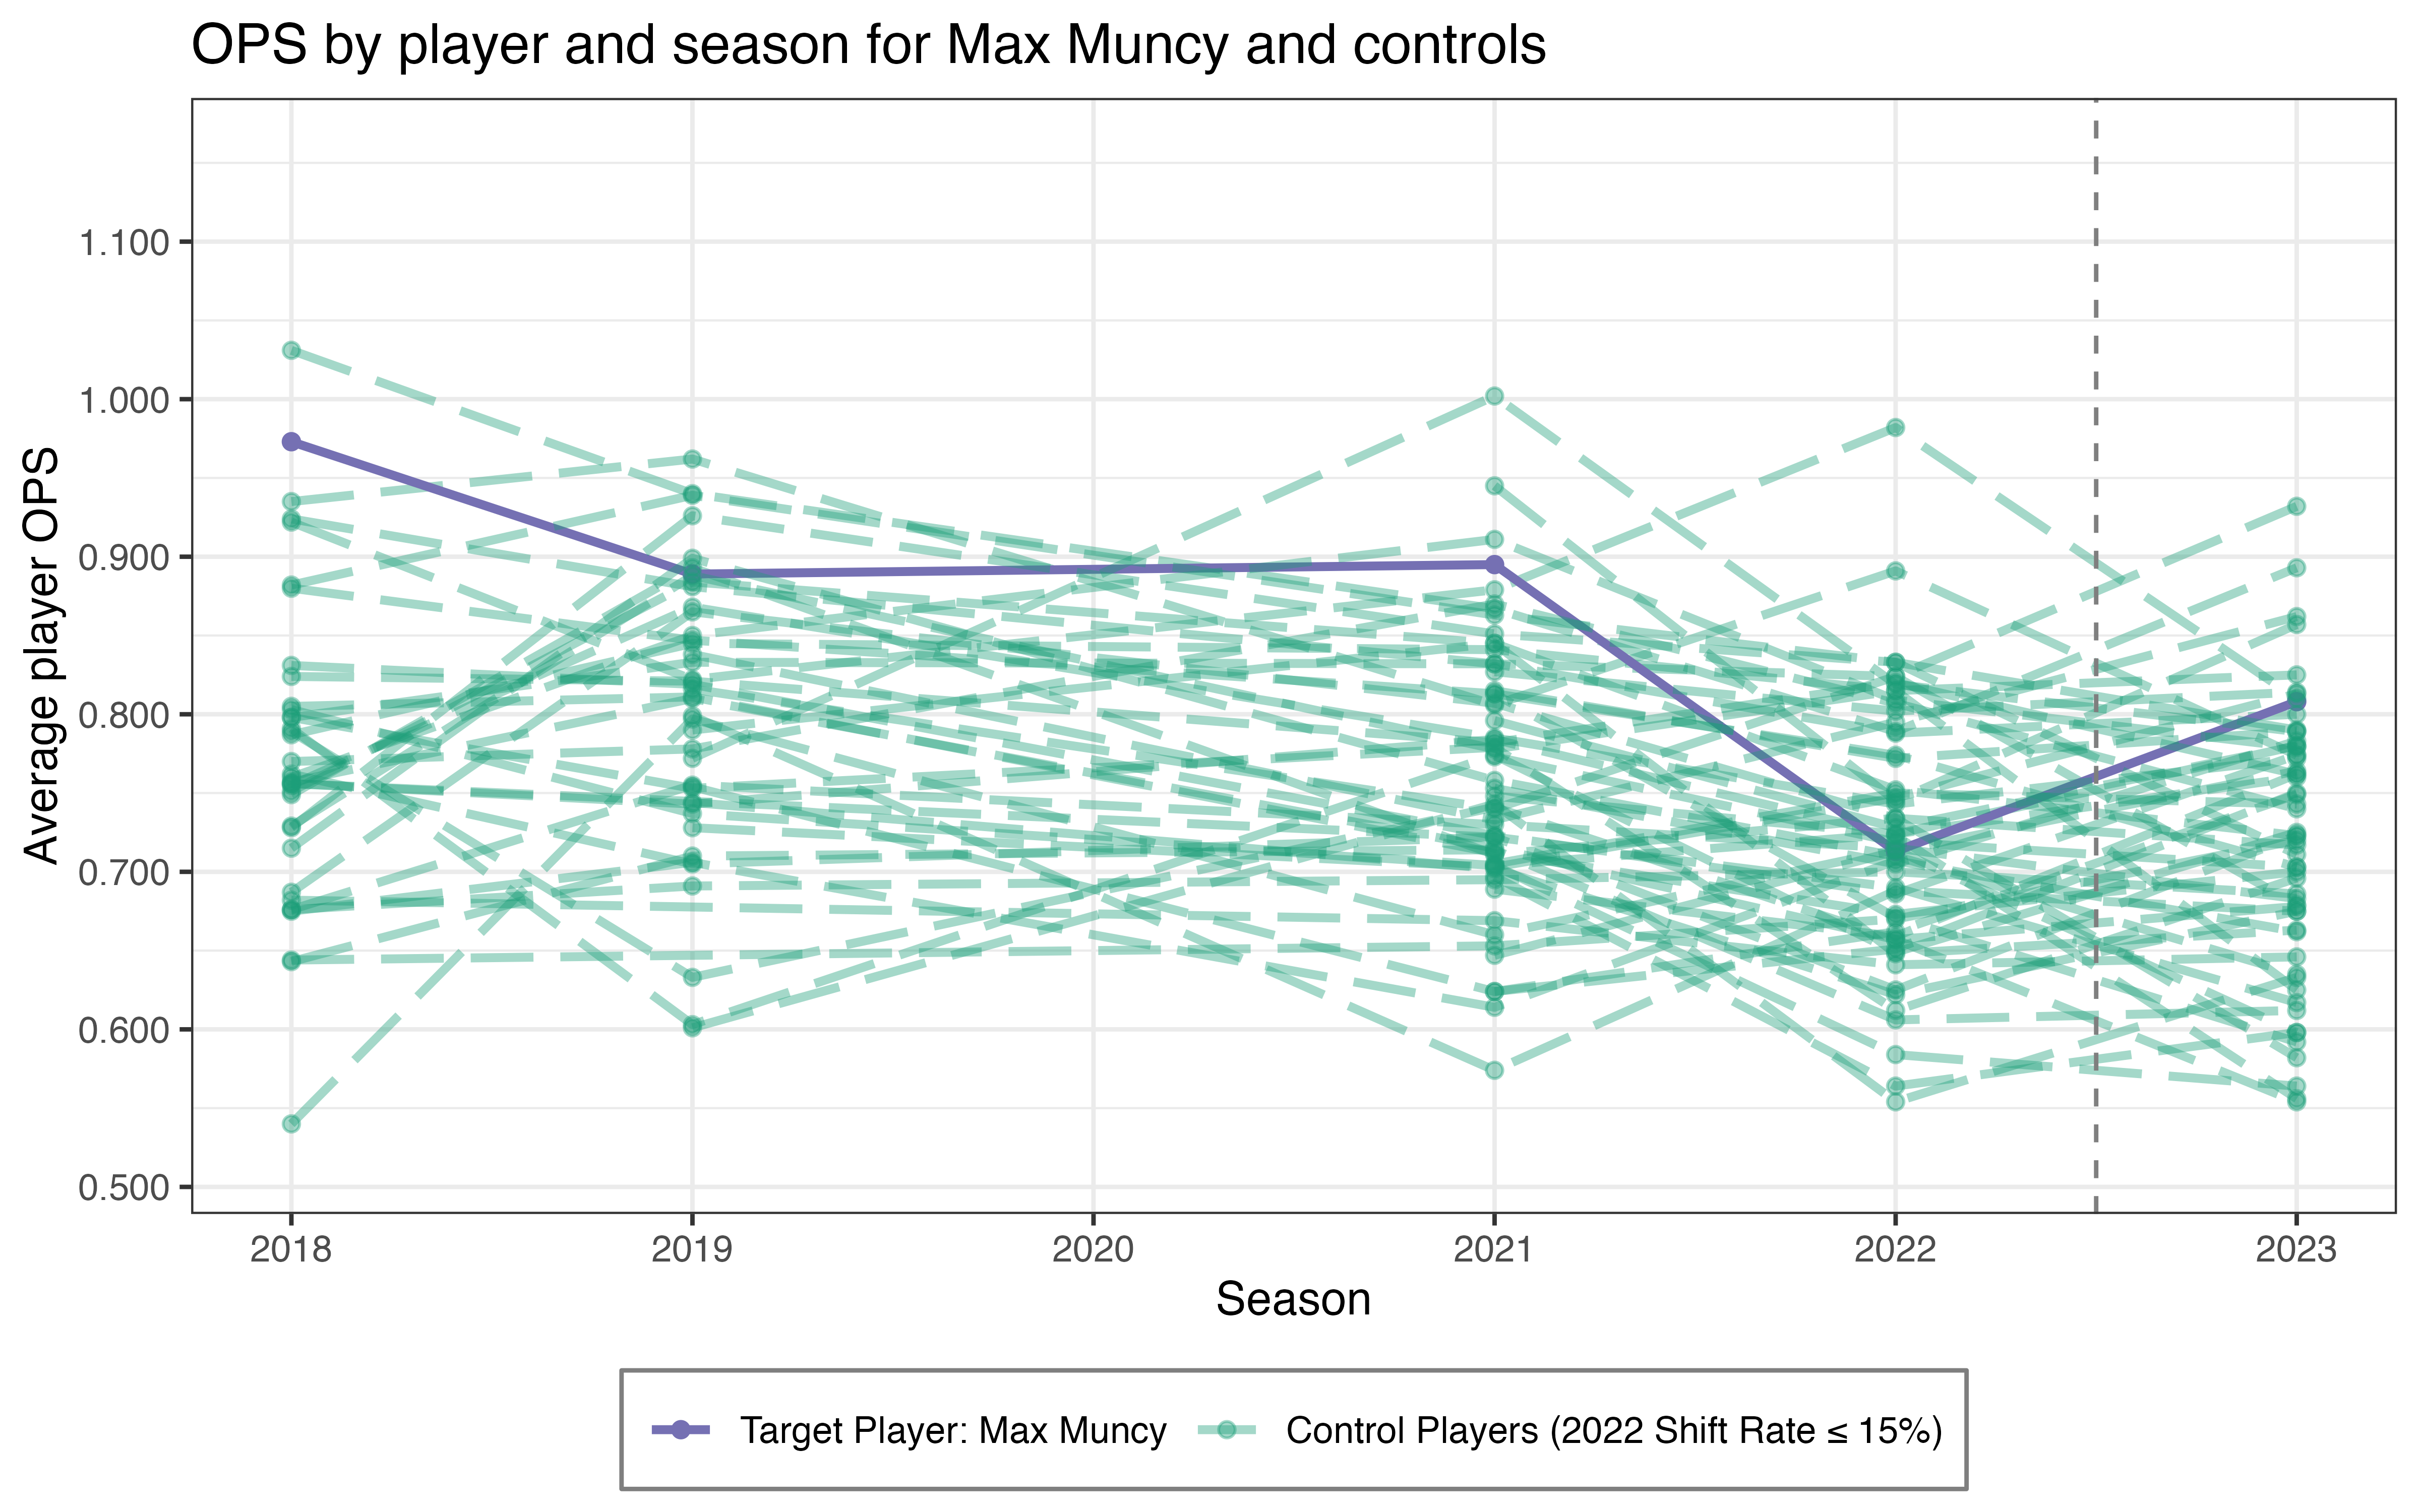 OPS by player and season for Max Muncy and controls
Average player OPS
1.100
1.000
0.900
0.800
0.700
0.600
0.500
2018 2019 2020 2021 2022 2023
Season
Target Player: Max Muncy Control Players (2022 Shift Rate ≤ 15%)